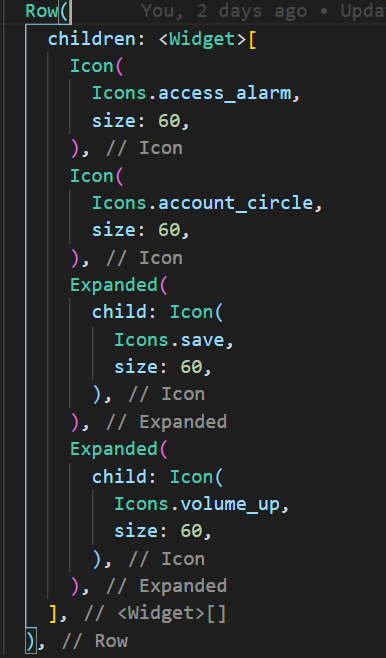 Row(    You, 2 days ago • Upda
  children: <Widget>[
    Icon(
      Icons.access_alarm,
      size: 60,
    ), // Icon
    Icon(
      Icons.account_circle,
      size: 60,
    ), // Icon
    Expanded(
      child: Icon(
        Icons.save,
        size: 60,
      ), // Icon
    ), // Expanded
    Expanded(
      child: Icon(
        Icons.volume_up,
        size: 60,
      ), // Icon
    ), // Expanded
  ], // <Widget>[]
), // Row